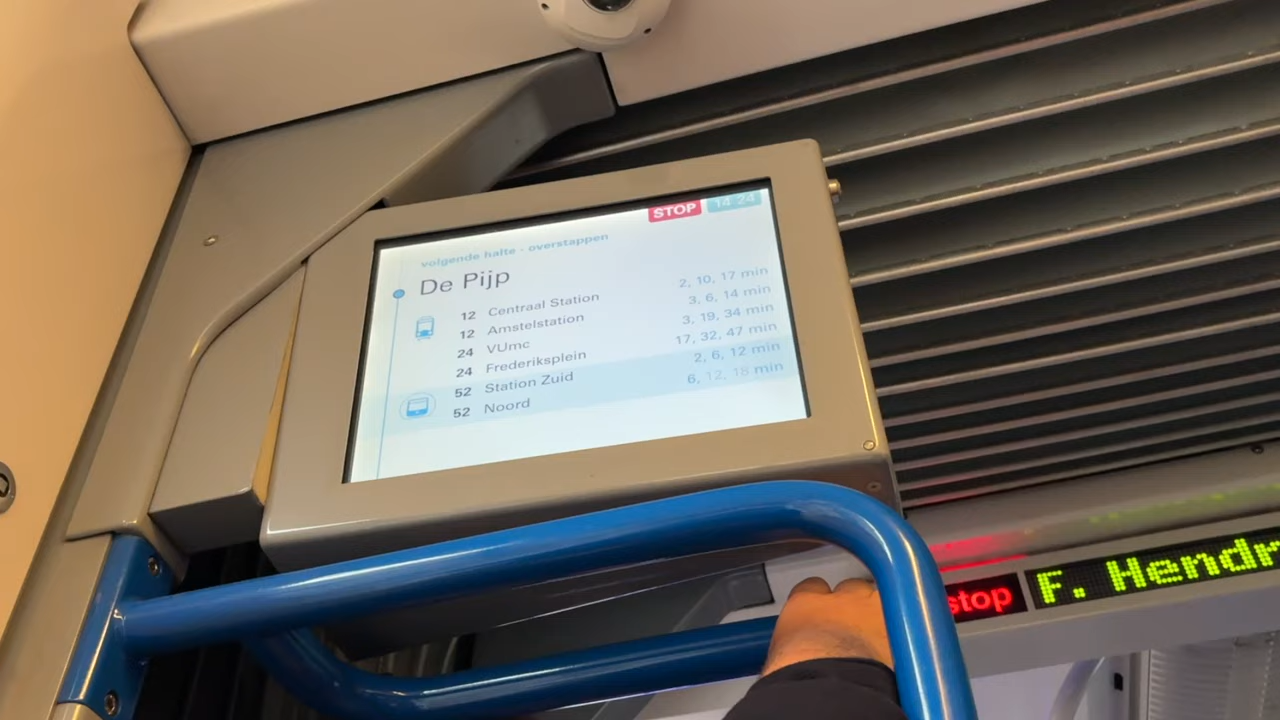 STOP 14:24
volgende halte - overstappen
De Pijp
12 Centraal Station 2, 10, 17 min
12 Amstelstation 3, 6, 14 min
24 VUmc 3, 19, 34 min
24 Frederiksplein 17, 32, 47 min
52 Station Zuid 2, 6, 12 min
52 Noord 6, 12, 18 min
stop F. Hendr